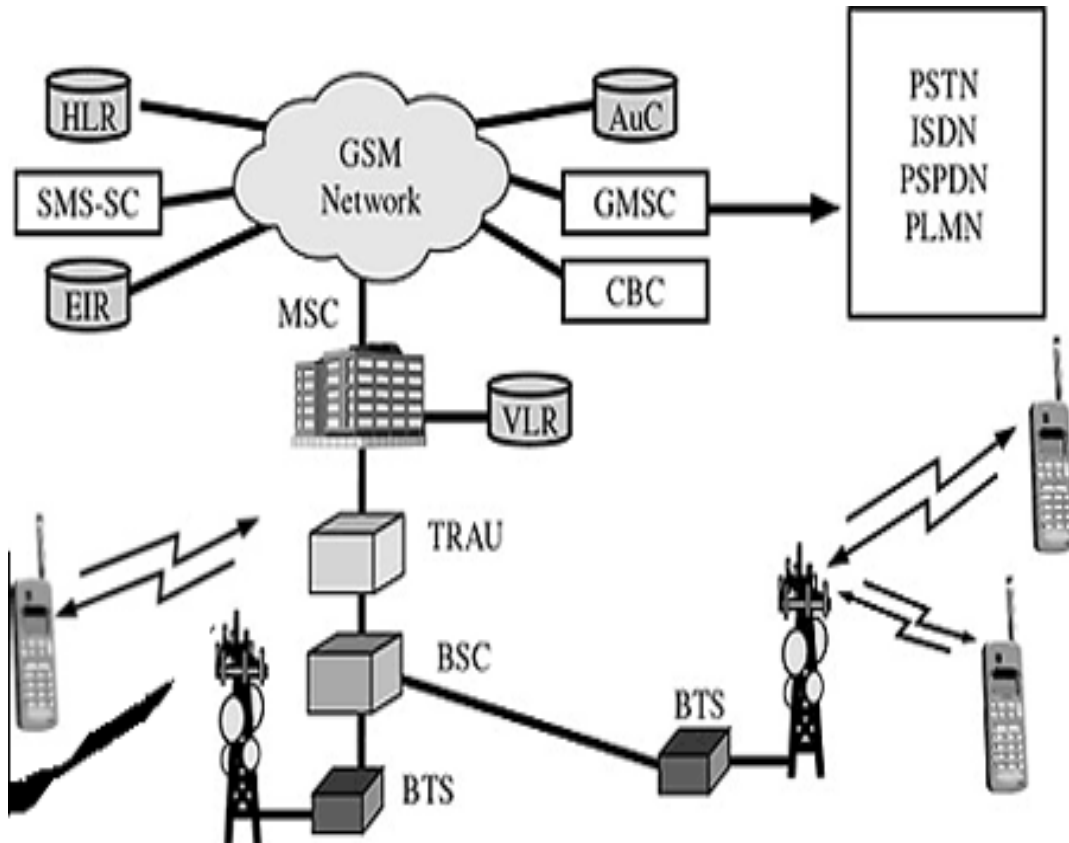 HLR
SMS-SC
EIR
GSM
Network
AuC
GMSC
CBC
PSTN
ISDN
PSPDN
PLMN
MSC
VLR
TRAU
BSC
BTS
BTS